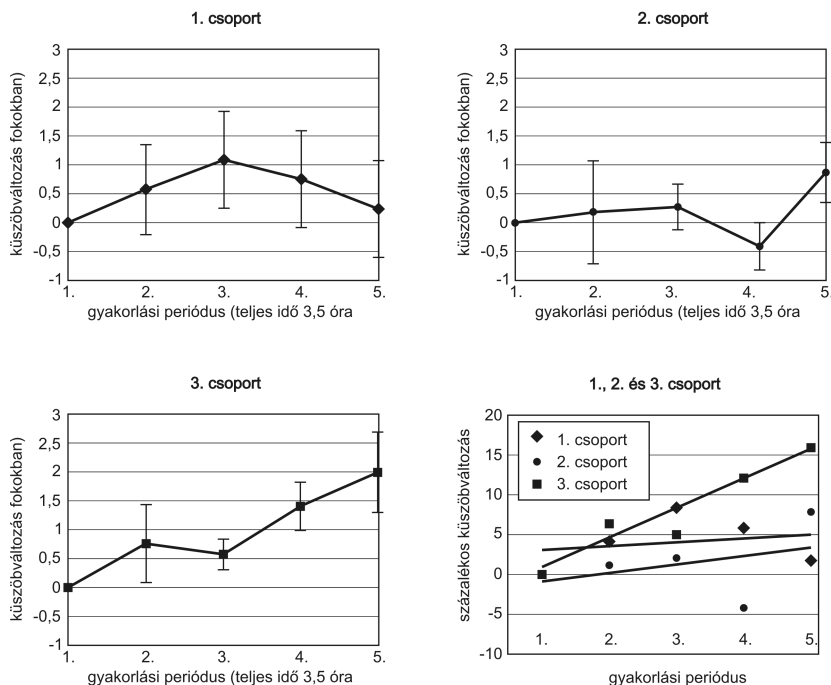 1. csoport
küszöbváltozás fokokban)
3
2,5
2
1,5
1
0,5
0
-0,5
-1
1. 2. 3. 4. 5.
gyakorlási periódus (teljes idő 3,5 óra
2. csoport
küszöbváltozás fokokban)
3
2,5
2
1,5
1
0,5
0
-0,5
-1
1. 2. 3. 4. 5.
gyakorlási periódus (teljes idő 3,5 óra
3. csoport
küszöbváltozás fokokban)
3
2,5
2
1,5
1
0,5
0
-0,5
-1
1. 2. 3. 4. 5.
gyakorlási periódus (teljes idő 3,5 óra
1., 2. és 3. csoport
százalékos küszöbváltozás
20
15
10
5
0
-5
-10
1. csoport
2. csoport
3. csoport
1. 2. 3. 4. 5.
gyakorlási periódus